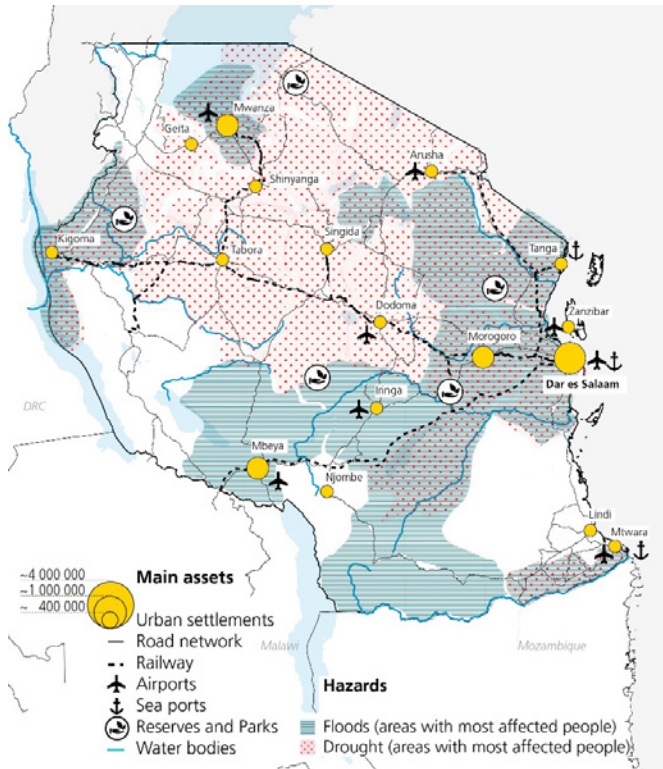 Mwanza
Geita
Arusha
Shinyanga
Kigoma
Tabora
Singida
Tanga
Dodoma
Zanzibar
Morogoro
Dar es Salaam
DRC
Iringa
Mbeya
Njombe
Lindi
Mtwara
~4 000 000
~1 000 000
~ 400 000
Main assets
Urban settlements
Road network
Railway
Airports
Sea ports
Reserves and Parks
Water bodies
Malawi
Mozambique
Hazards
Floods (areas with most affected people)
Drought (areas with most affected people)